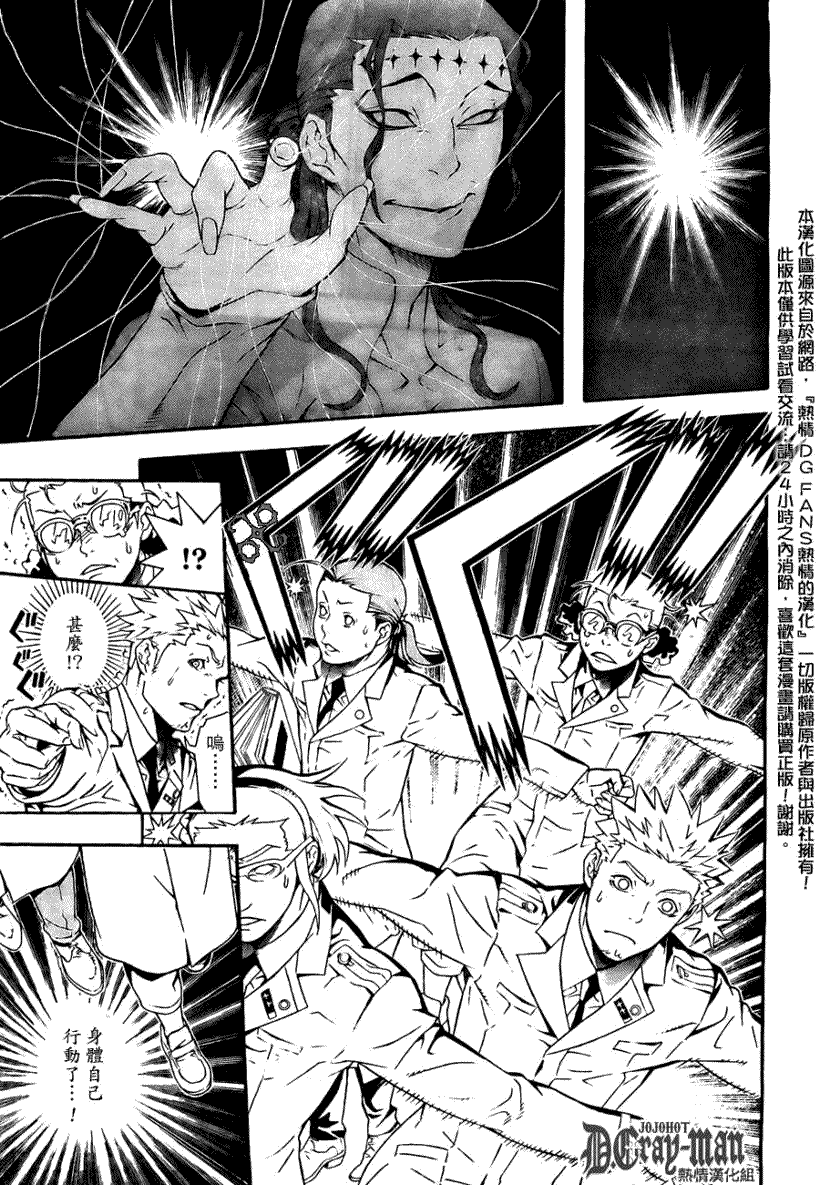 本漢化圖源來自於網路，『熱情DG FANS熱情的漢化』一切版權歸原作者與出版社擁有！
此版本僅供學習試看交流…請24小時之內消除，喜歡這套漫畫請購買正版！謝謝。
!?
甚麼!?
嗚…
身體自己
行動了…！
JOJOHOT
D.Gray-man
熱情漢化組